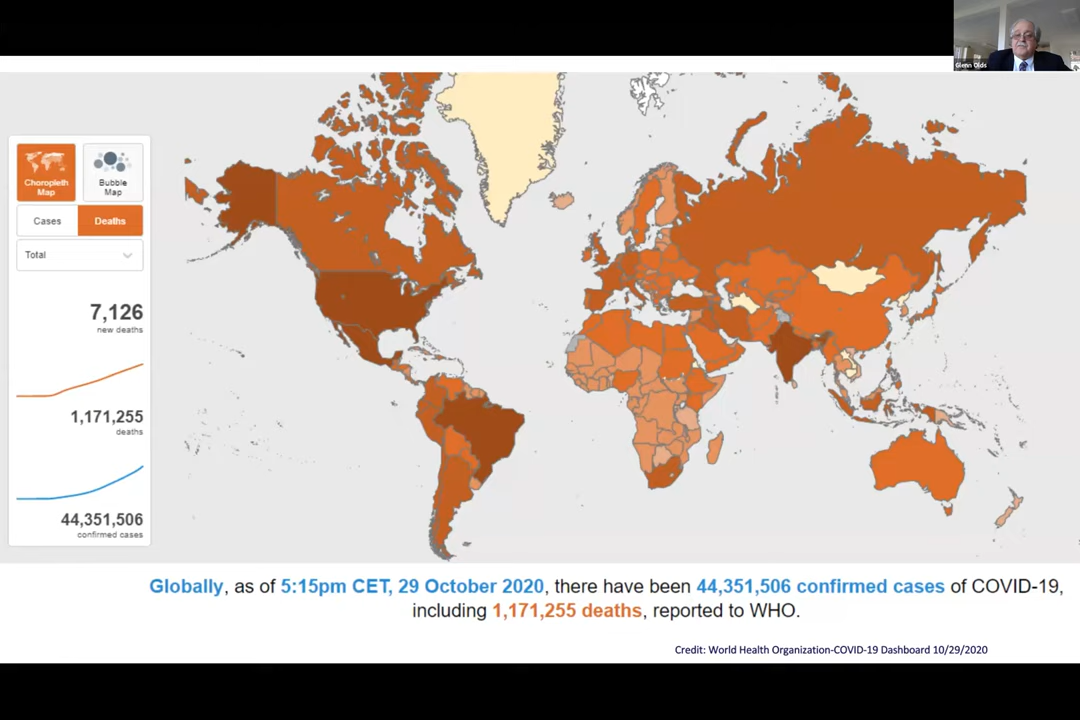 Glenn Olds
Choropleth
Map
Bubble
Map
Cases
Deaths
Total
7,126
new deaths
1,171,255
deaths
44,351,506
confirmed cases
Globally, as of 5:15pm CET, 29 October 2020, there have been 44,351,506 confirmed cases of COVID-19,
including 1,171,255 deaths, reported to WHO.
Credit: World Health Organization-COVID-19 Dashboard 10/29/2020